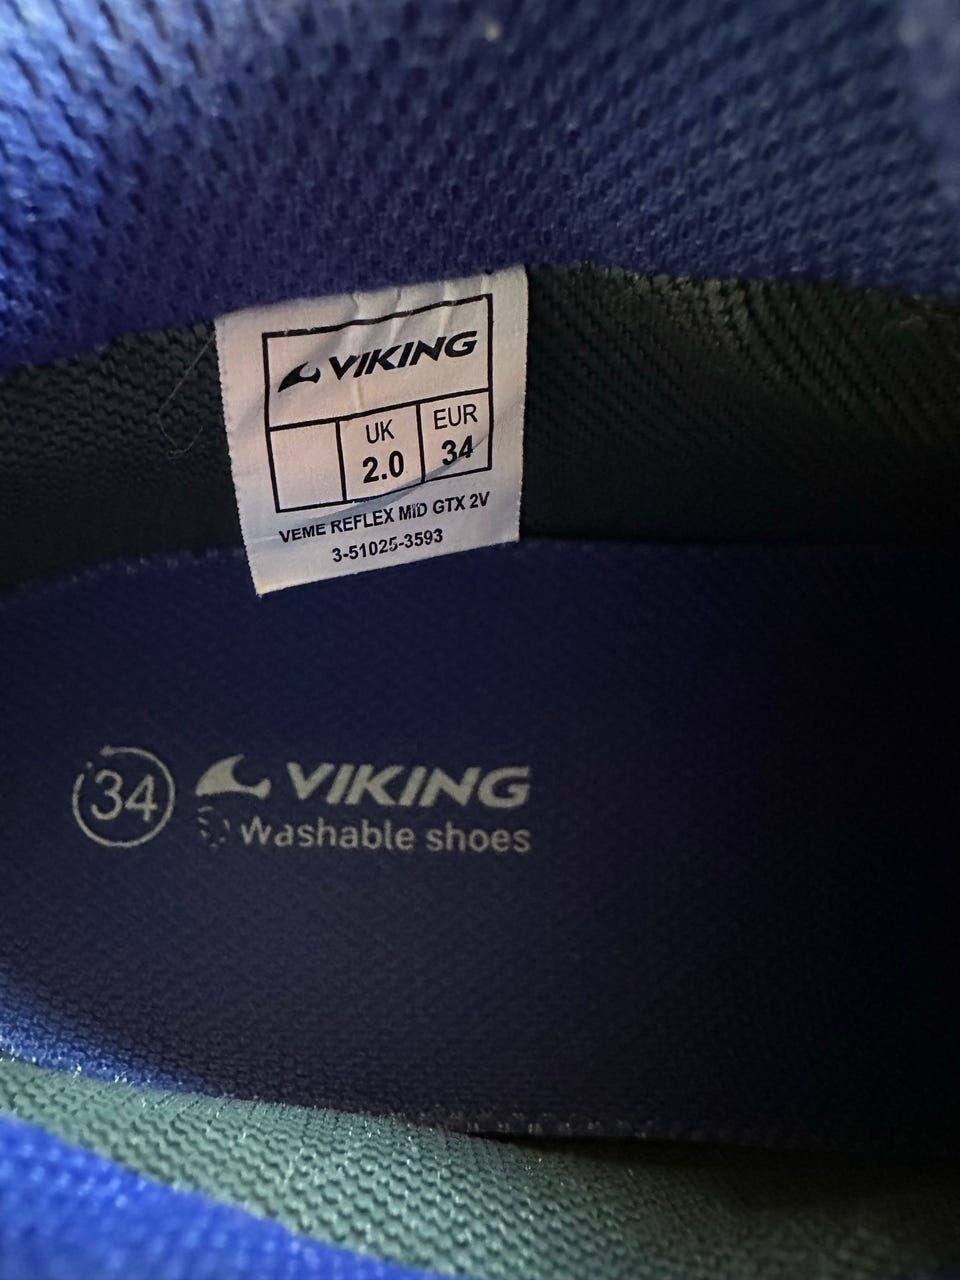 VIKING
UK EUR
2.0 34
VEME REFLEX MID GTX 2V
3-51025-3593
34 VIKING
Washable shoes